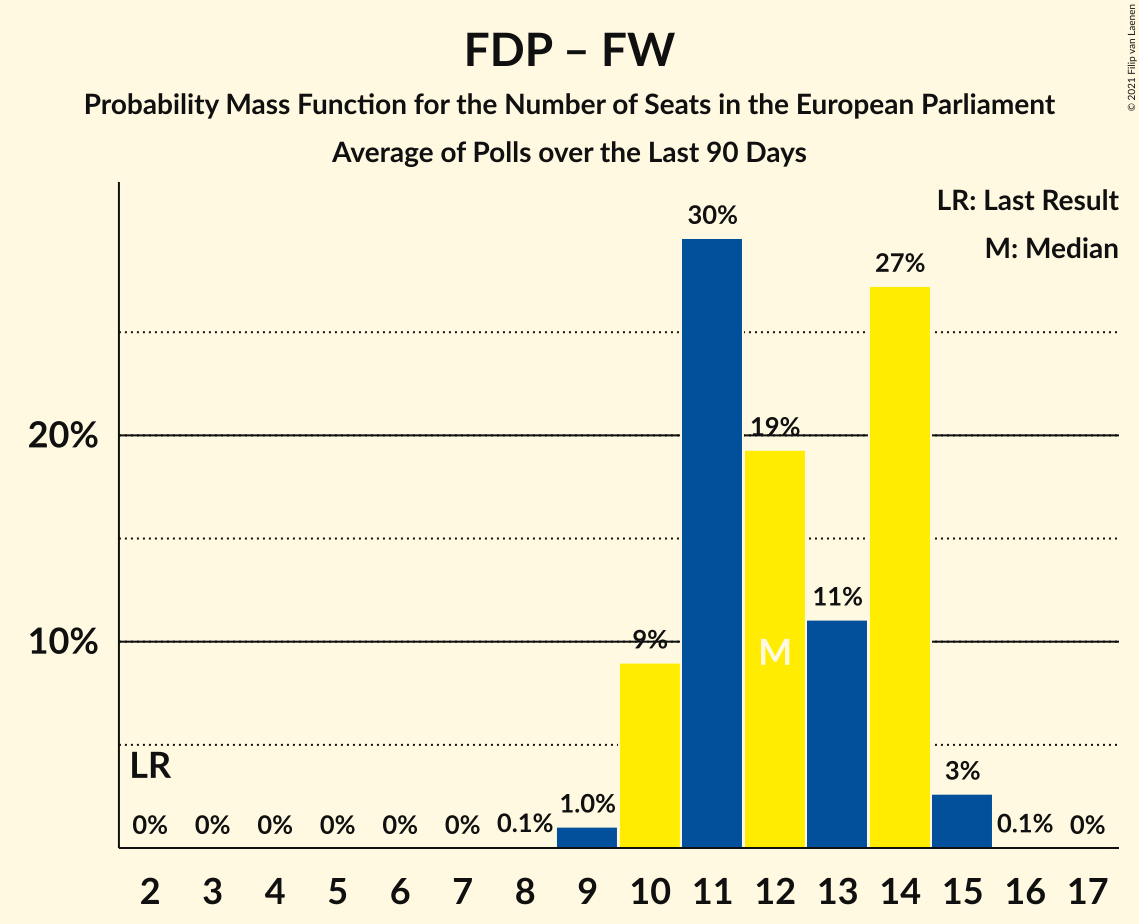 FDP – FW
Probability Mass Function for the Number of Seats in the European Parliament
Average of Polls over the Last 90 Days
© 2021 Filip van Laenen
LR: Last Result
M: Median
30%
27%
20%
19%
11%
10%
9%
M
LR
3%
1.0%
0% 0% 0% 0% 0% 0% 0.1% 0.1% 0%
2 3 4 5 6 7 8 9 10 11 12 13 14 15 16 17